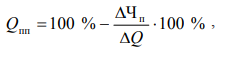 Qпп = 100 % − ΔЧп / ΔQ · 100 % ,